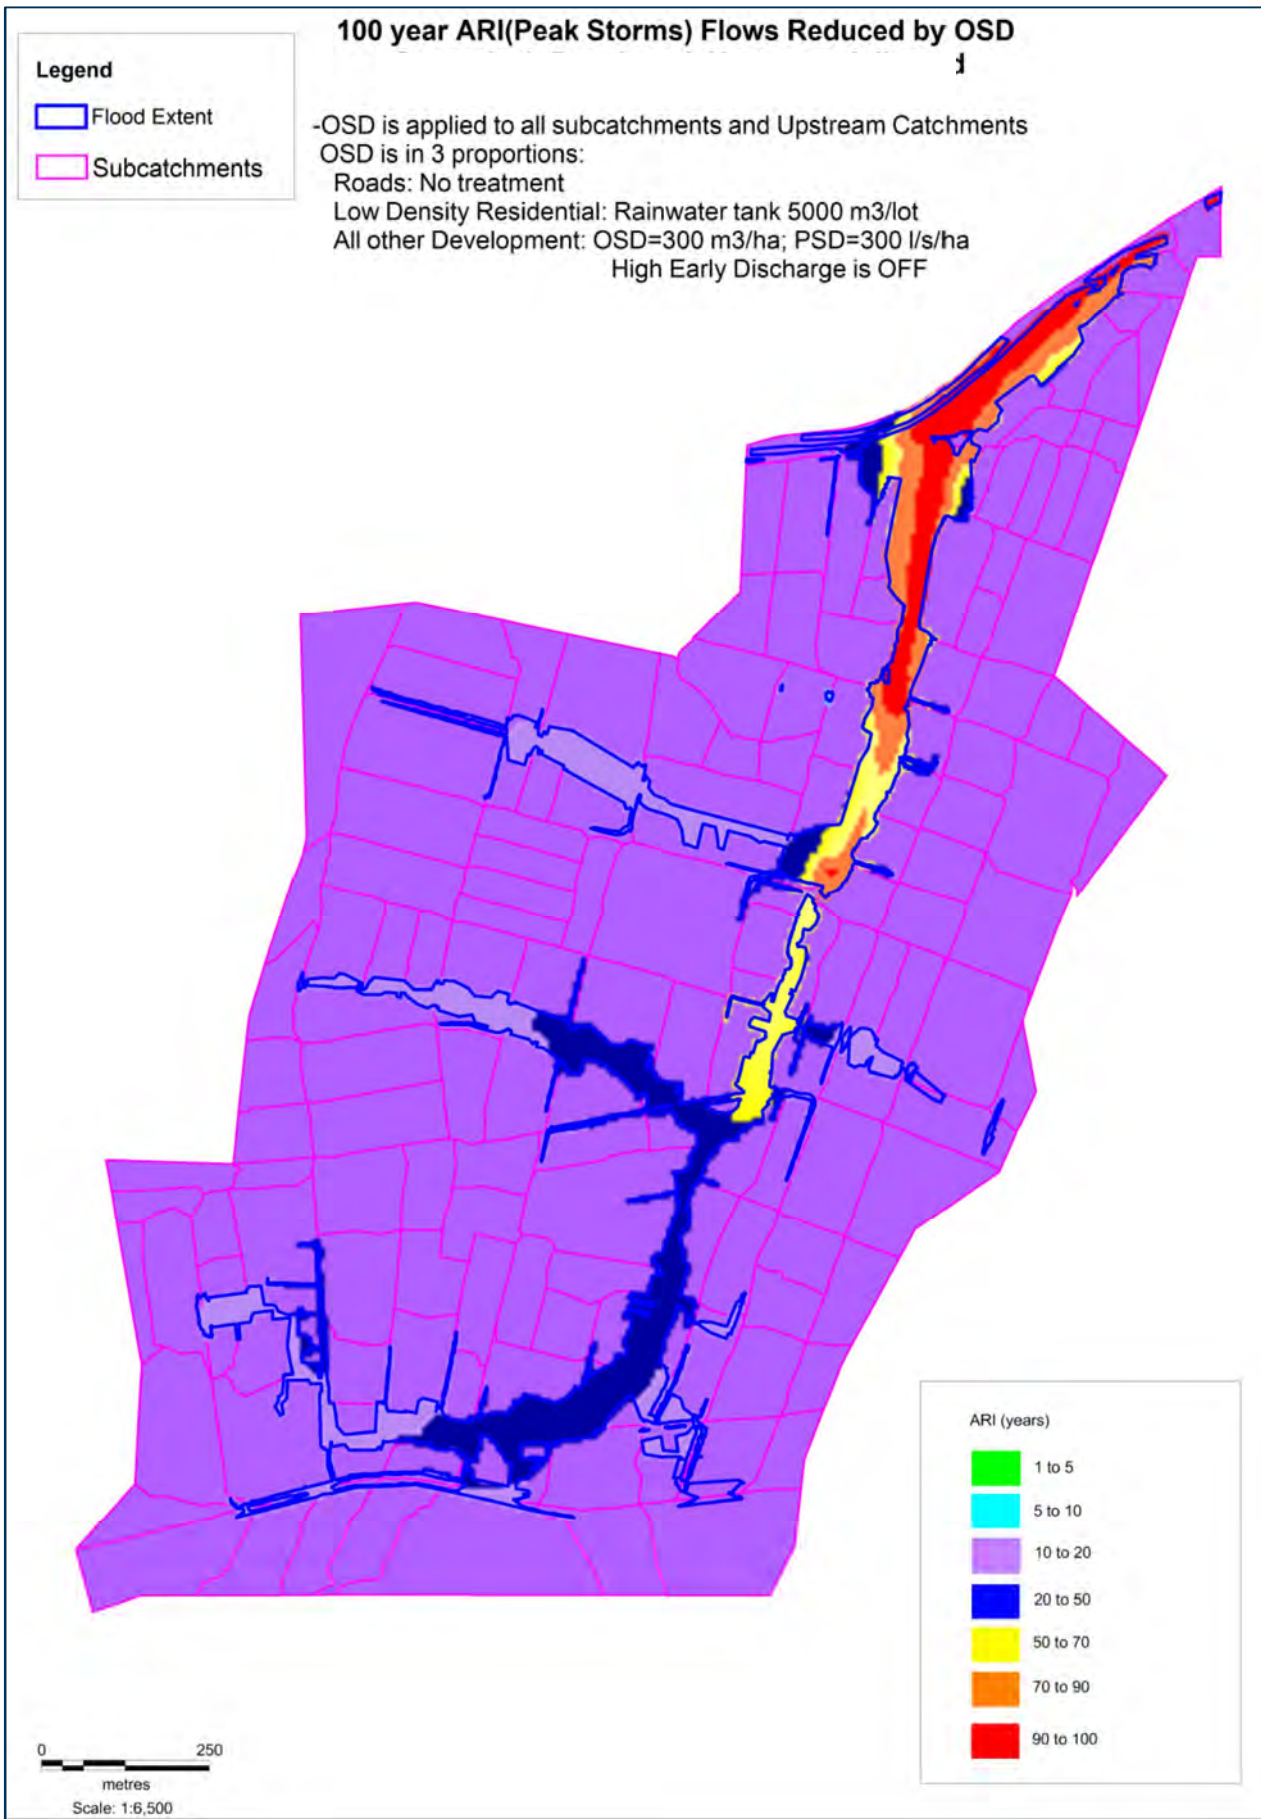 100 year ARI(Peak Storms) Flows Reduced by OSD
Legend
Flood Extent
Subcatchments
-OSD is applied to all subcatchments and Upstream Catchments
OSD is in 3 proportions:
Roads: No treatment
Low Density Residential: Rainwater tank 5000 m3/lot
All other Development: OSD=300 m3/ha; PSD=300 l/s/ha
High Early Discharge is OFF
ARI (years)
1 to 5
5 to 10
10 to 20
20 to 50
50 to 70
70 to 90
90 to 100
0 250
metres
Scale: 1:6,500